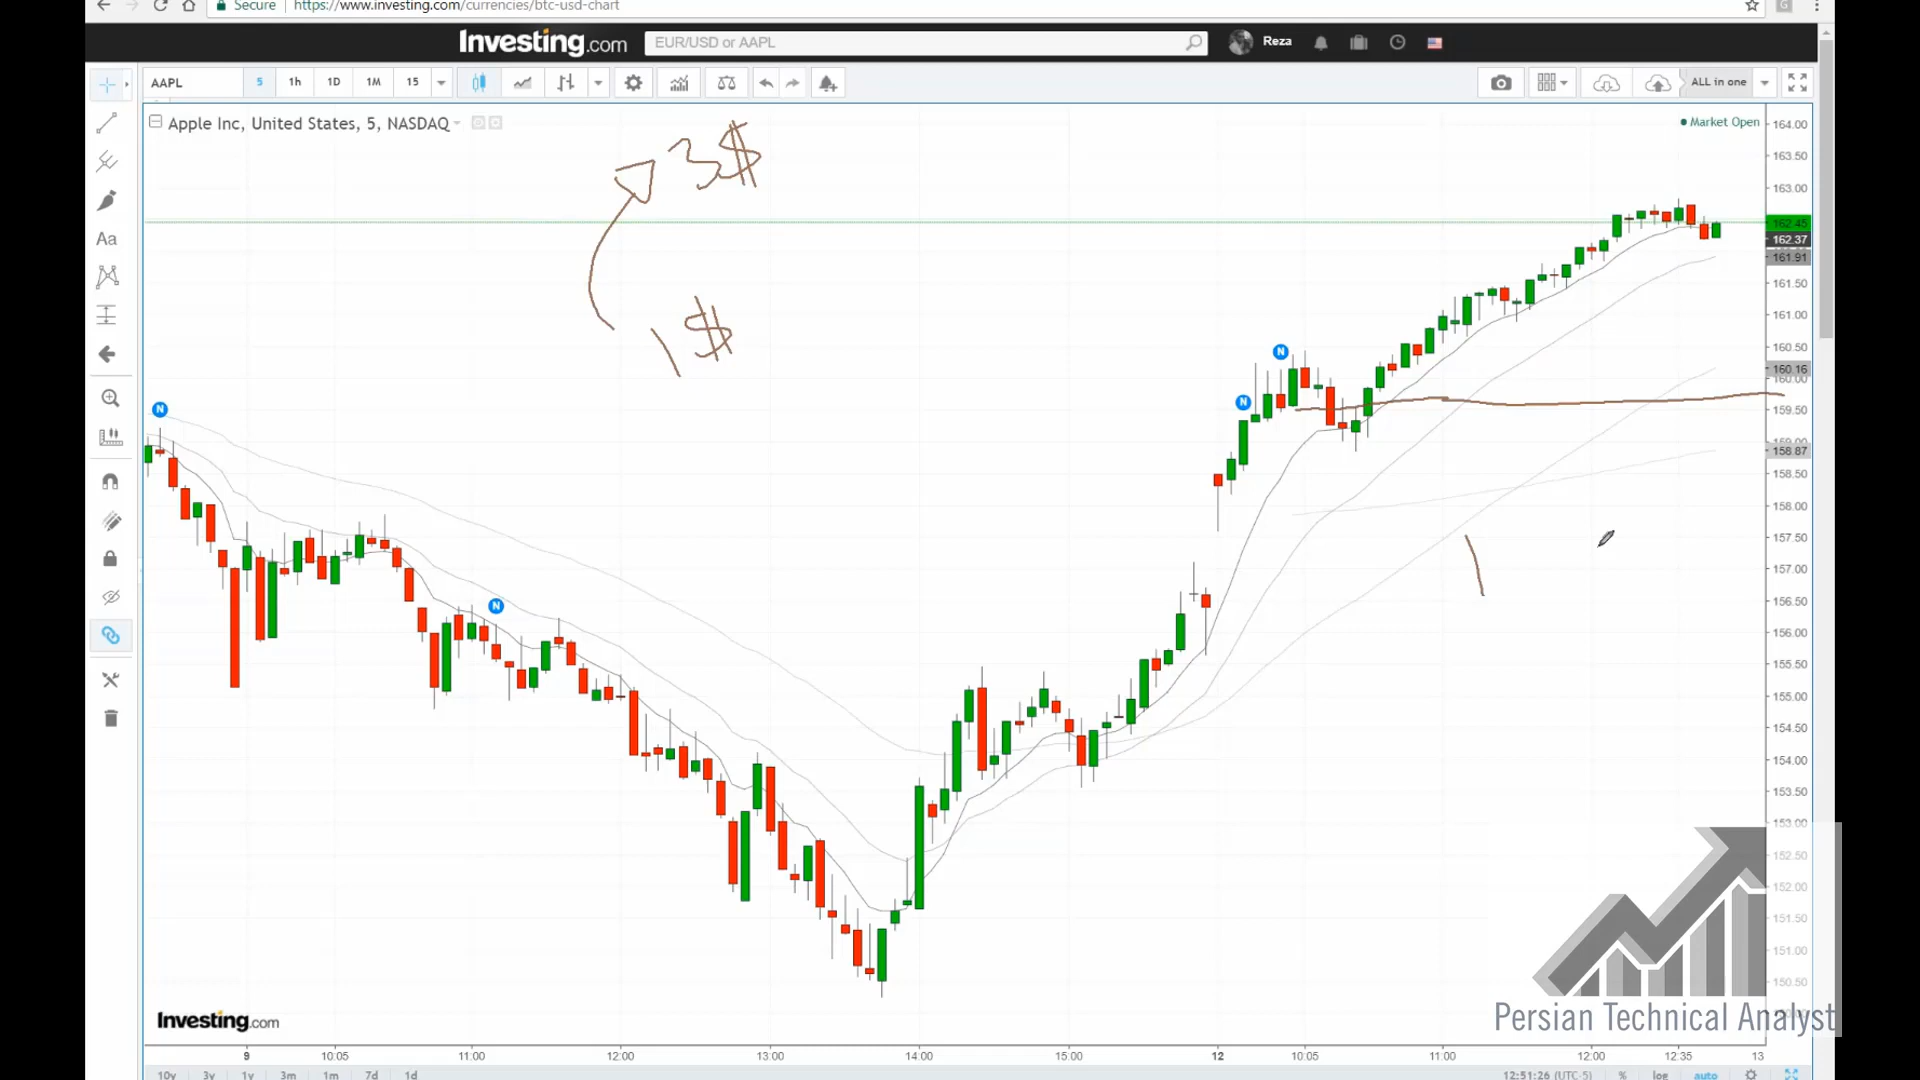 Secure https://www.investing.com/currencies/btc-usd-chart
Investing.com EUR/USD or AAPL Reza
AAPL 5 1h 1D 1M 15 ALL in one
Apple Inc, United States, 5, NASDAQ
Market Open
3$
1$
N
N
N
N
164.00
163.50
163.00
162.45
162.37
161.91
161.50
161.00
160.50
160.16
160.00
159.50
159.00
158.87
158.50
158.00
157.50
157.00
156.50
156.00
155.50
155.00
154.50
154.00
153.50
153.00
152.50
152.00
151.50
151.00
150.50
Investing.com
Persian Technical Analyst
9 10:05 11:00 12:00 13:00 14:00 15:00 12 10:05 11:00 12:00 12:35 13
10y 3y 1y 3m 1m 7d 1d 12:51:26 (UTC-5) % log auto